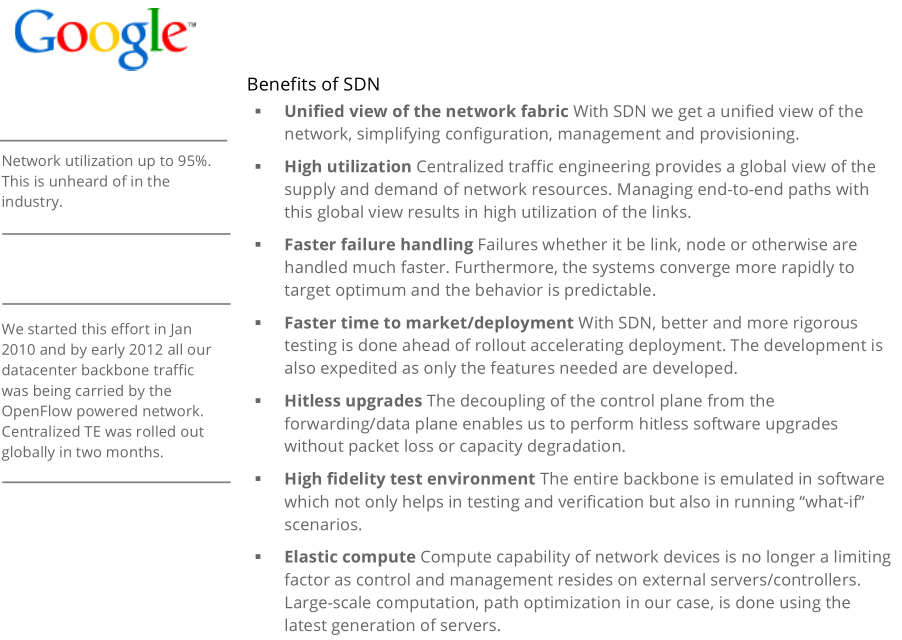 Google™
Benefits of SDN
▪ Unified view of the network fabric With SDN we get a unified view of the
network, simplifying configuration, management and provisioning.
▪ High utilization Centralized traffic engineering provides a global view of the
supply and demand of network resources. Managing end-to-end paths with
this global view results in high utilization of the links.
▪ Faster failure handling Failures whether it be link, node or otherwise are
handled much faster. Furthermore, the systems converge more rapidly to
target optimum and the behavior is predictable.
▪ Faster time to market/deployment With SDN, better and more rigorous
testing is done ahead of rollout accelerating deployment. The development is
also expedited as only the features needed are developed.
▪ Hitless upgrades The decoupling of the control plane from the
forwarding/data plane enables us to perform hitless software upgrades
without packet loss or capacity degradation.
▪ High fidelity test environment The entire backbone is emulated in software
which not only helps in testing and verification but also in running “what-if”
scenarios.
▪ Elastic compute Compute capability of network devices is no longer a limiting
factor as control and management resides on external servers/controllers.
Large-scale computation, path optimization in our case, is done using the
latest generation of servers.
Network utilization up to 95%.
This is unheard of in the
industry.
We started this effort in Jan
2010 and by early 2012 all our
datacenter backbone traffic
was being carried by the
OpenFlow powered network.
Centralized TE was rolled out
globally in two months.